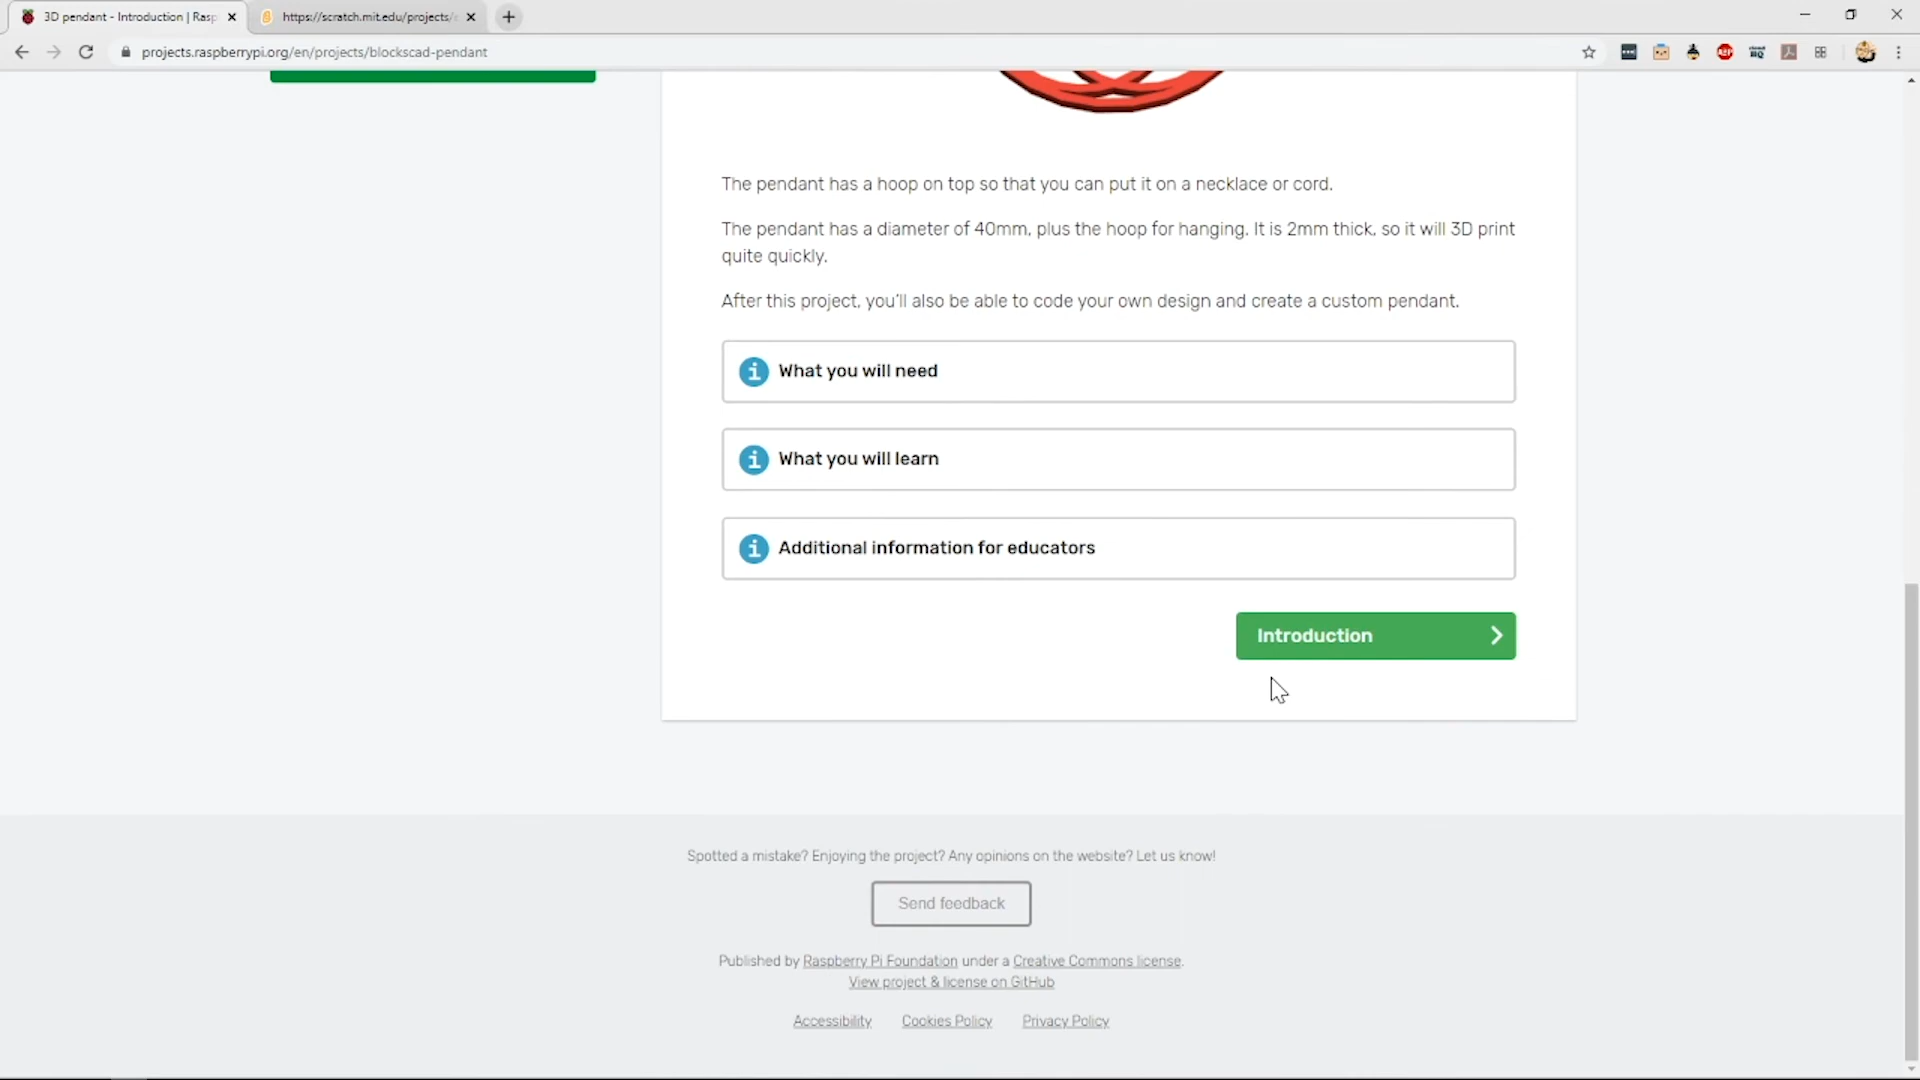 3D pendant - Introduction | Rasp
https://scratch.mit.edu/projects/
projects.raspberrypi.org/en/projects/blockscad-pendant
ABP
The pendant has a hoop on top so that you can put it on a necklace or cord.
The pendant has a diameter of 40mm, plus the hoop for hanging. It is 2mm thick, so it will 3D print
quite quickly.
After this project, you'll also be able to code your own design and create a custom pendant.
What you will need
What you will learn
Additional information for educators
Introduction
Spotted a mistake? Enjoying the project? Any opinions on the website? Let us know!
Send feedback
Published by Raspberry Pi Foundation under a Creative Commons license.
View project & license on GitHub
Accessibility Cookies Policy Privacy Policy